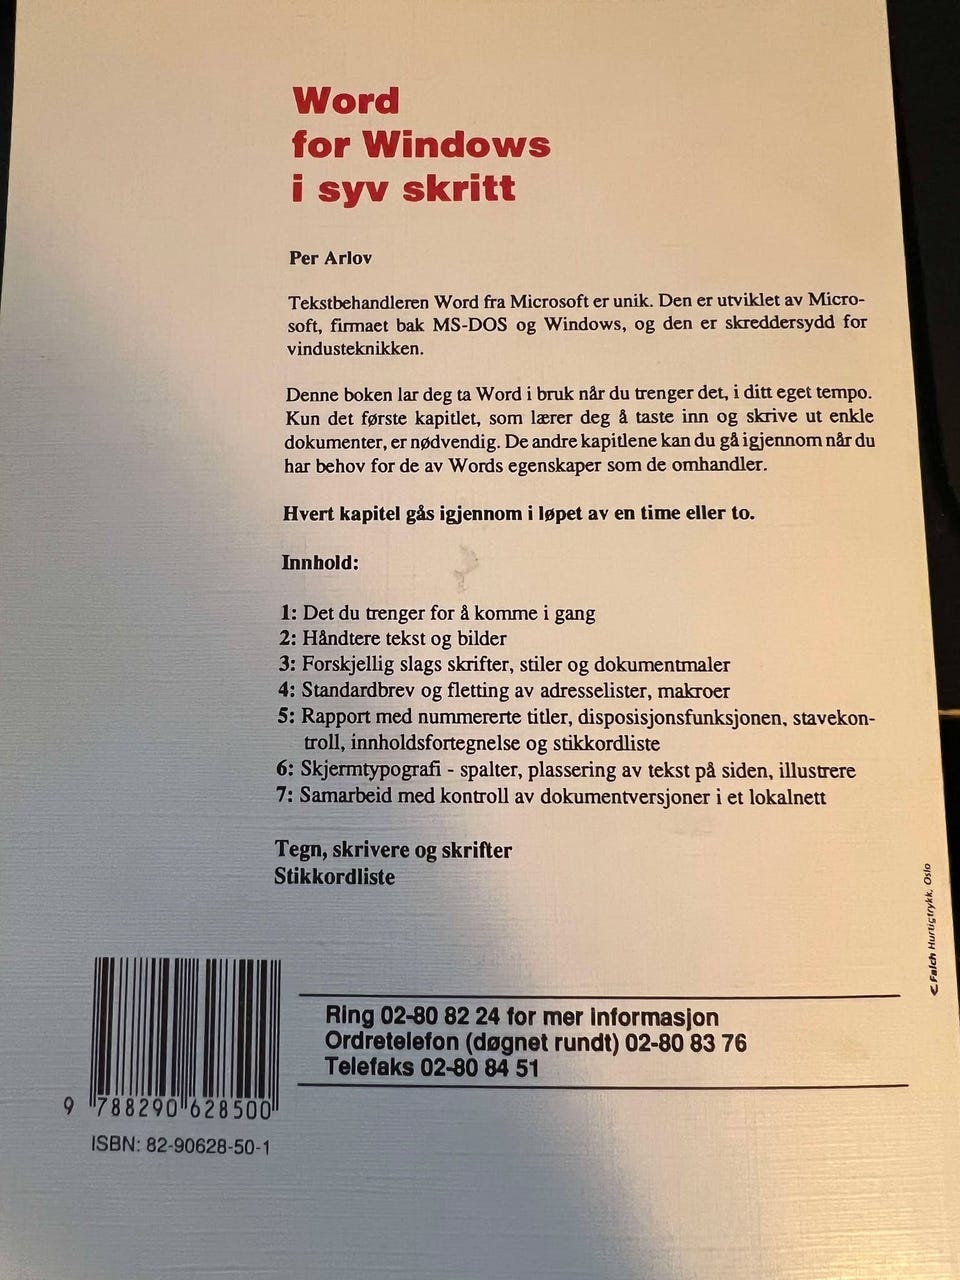 Word
for Windows
i syv skritt
Per Arlov
Tekstbehandleren Word fra Microsoft er unik. Den er utviklet av Micro-
soft, firmaet bak MS-DOS og Windows, og den er skreddersydd for
vindusteknikken.
Denne boken lar deg ta Word i bruk når du trenger det, i ditt eget tempo.
Kun det første kapitlet, som lærer deg å taste inn og skrive ut enkle
dokumenter, er nødvendig. De andre kapitlene kan du gå igjennom når du
har behov for de av Words egenskaper som de omhandler.
Hvert kapitel gås igjennom i løpet av en time eller to.
Innhold:
1: Det du trenger for å komme i gang
2: Håndtere tekst og bilder
3: Forskjellig slags skrifter, stiler og dokumentmaler
4: Standardbrev og fletting av adresselister, makroer
5: Rapport med nummererte titler, disposisjonsfunksjonen, stavekon-
troll, innholdsfortegnelse og stikkordliste
6: Skjermtypografi - spalter, plassering av tekst på siden, illustrere
7: Samarbeid med kontroll av dokumentversjoner i et lokalnett
Tegn, skrivere og skrifter
Stikkordliste
Falch Hurtigtrykk, Oslo
Ring 02-80 82 24 for mer informasjon
Ordretelefon (døgnet rundt) 02-80 83 76
Telefaks 02-80 84 51
9 788290 628500
ISBN: 82-90628-50-1